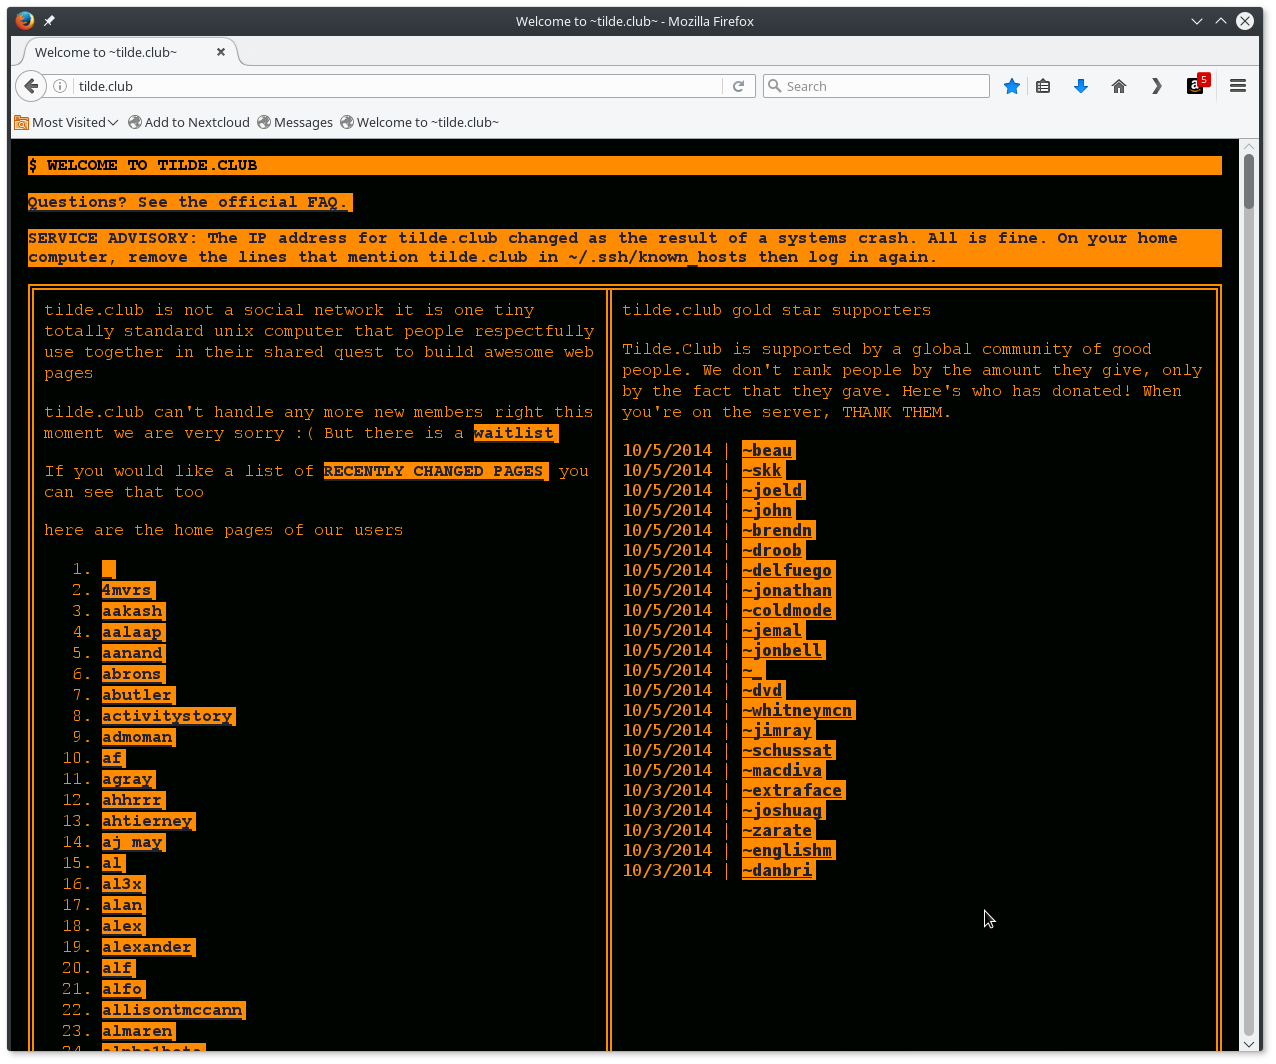 Welcome to ~tilde.club~ - Mozilla Firefox
Welcome to ~tilde.club~
tilde.club
Search
5
Most Visited
Add to Nextcloud
Messages
Welcome to ~tilde.club~
$ WELCOME TO TILDE.CLUB
Questions? See the official FAQ.
SERVICE ADVISORY: The IP address for tilde.club changed as the result of a systems crash. All is fine. On your home
computer, remove the lines that mention tilde.club in ~/.ssh/known_hosts then log in again.
tilde.club is not a social network it is one tiny
totally standard unix computer that people respectfully
use together in their shared quest to build awesome web
pages
tilde.club can't handle any more new members right this
moment we are very sorry :( But there is a waitlist
If you would like a list of RECENTLY CHANGED PAGES you
can see that too
here are the home pages of our users
1. _
2. 4mvrs
3. aakash
4. aalaap
5. aanand
6. abrons
7. abutler
8. activitystory
9. admoman
10. af
11. agray
12. ahhrrr
13. ahtierney
14. aj_may
15. al
16. al3x
17. alan
18. alex
19. alexander
20. alf
21. alfo
22. allisontmccann
23. almaren
tilde.club gold star supporters
Tilde.Club is supported by a global community of good
people. We don't rank people by the amount they give, only
by the fact that they gave. Here's who has donated! When
you're on the server, THANK THEM.
10/5/2014 | ~beau
10/5/2014 | ~skk
10/5/2014 | ~joeld
10/5/2014 | ~john
10/5/2014 | ~brendn
10/5/2014 | ~droob
10/5/2014 | ~delfuego
10/5/2014 | ~jonathan
10/5/2014 | ~coldmode
10/5/2014 | ~jemal
10/5/2014 | ~jonbell
10/5/2014 | ~_
10/5/2014 | ~dvd
10/5/2014 | ~whitneymcn
10/5/2014 | ~jimray
10/5/2014 | ~schussat
10/5/2014 | ~macdiva
10/3/2014 | ~extraface
10/3/2014 | ~joshuag
10/3/2014 | ~zarate
10/3/2014 | ~englishm
10/3/2014 | ~danbri